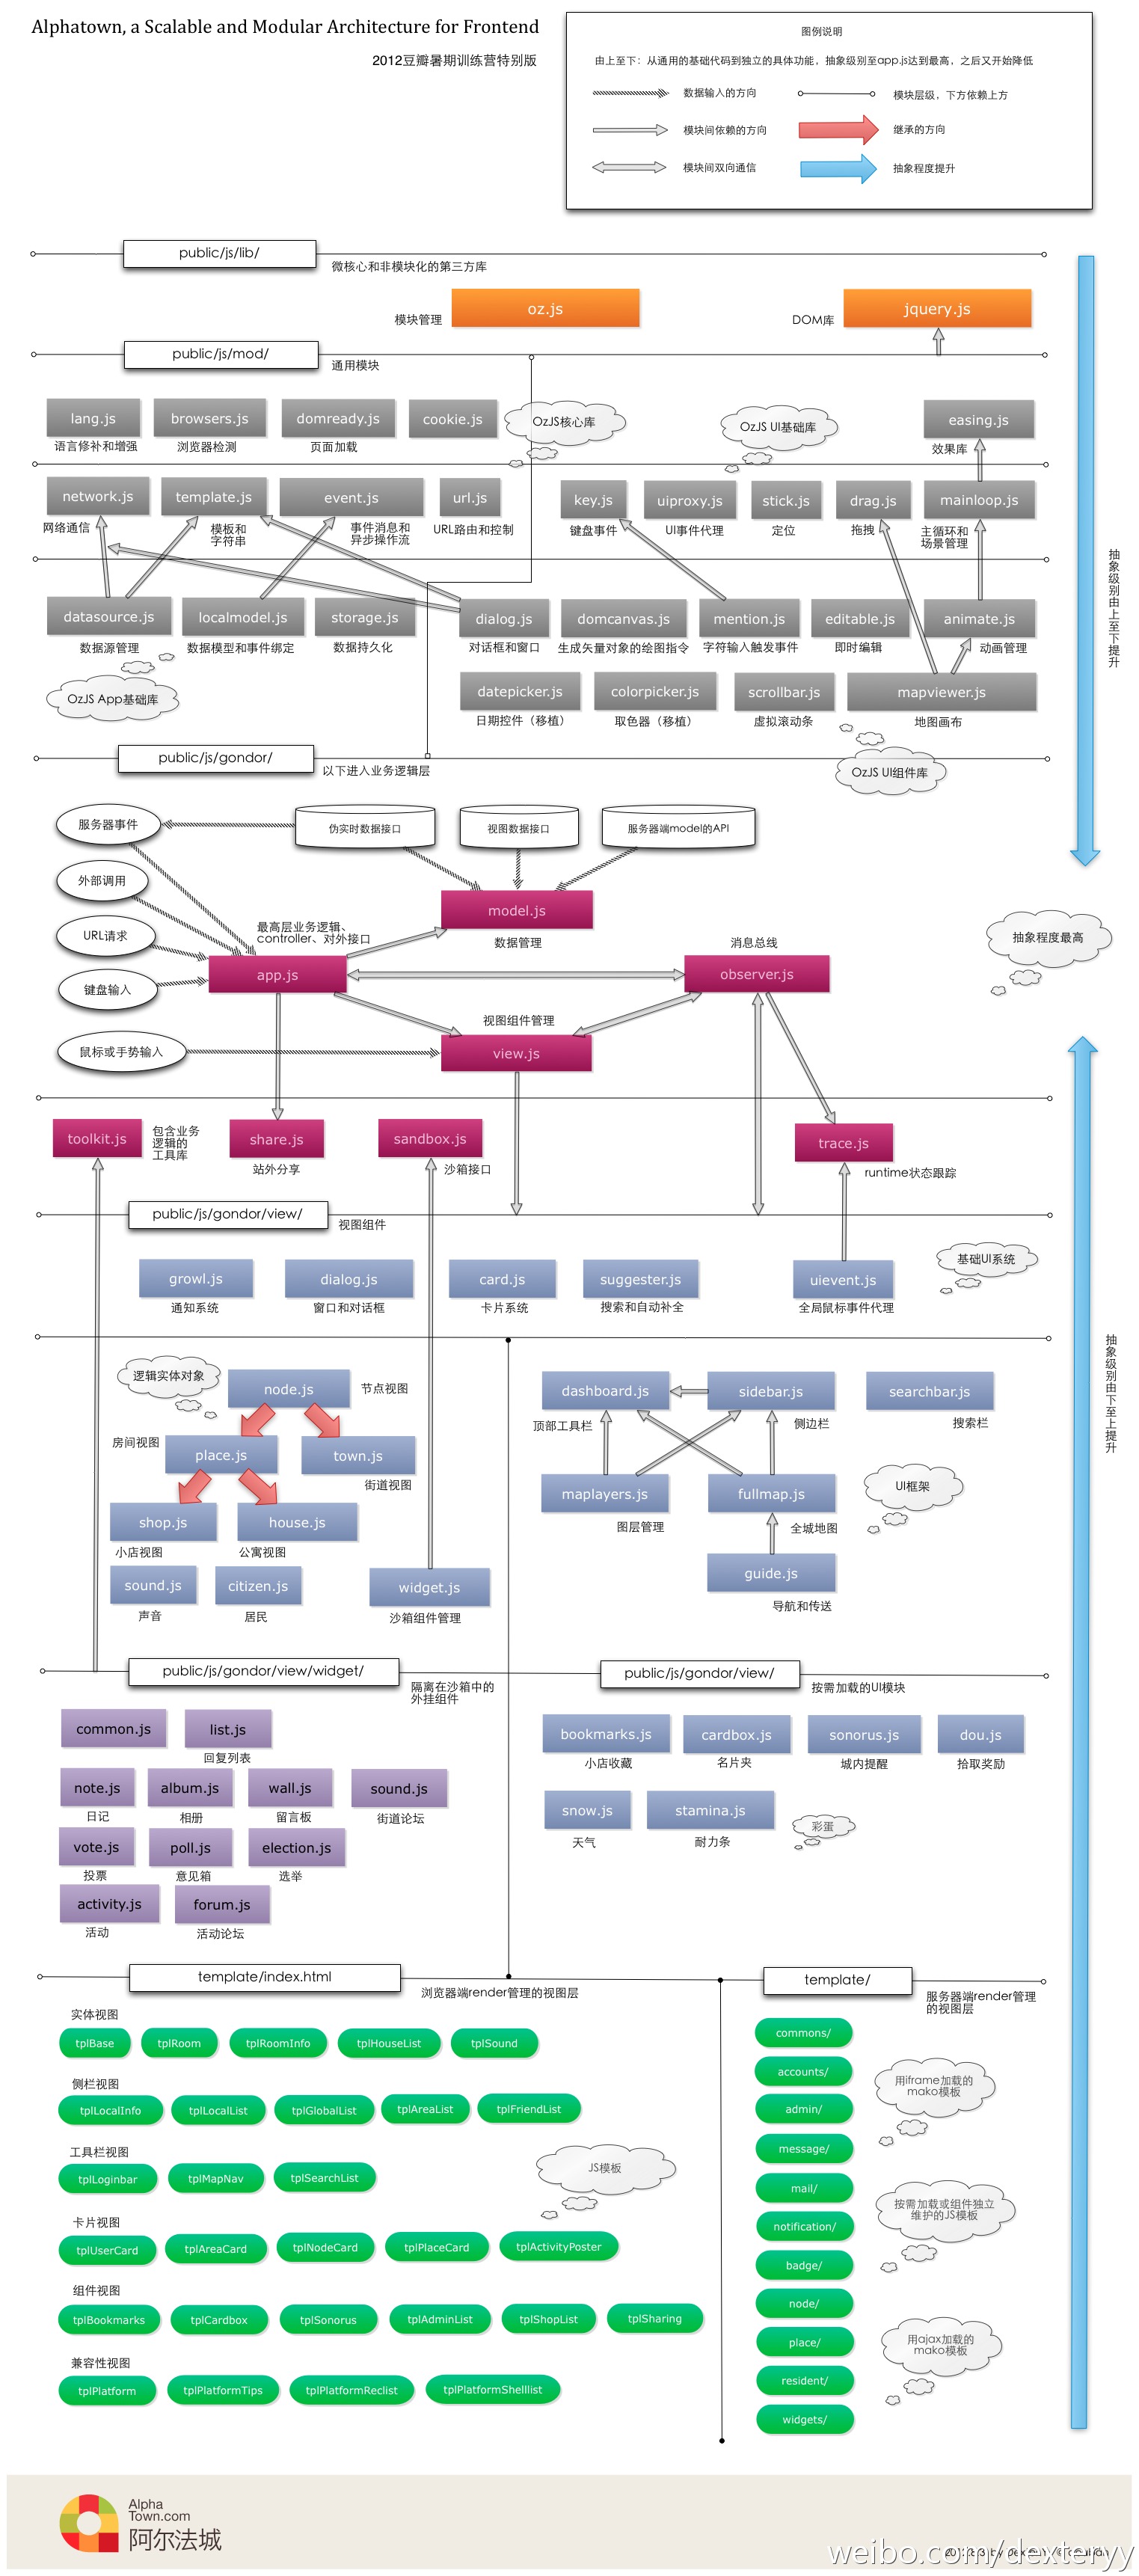 Alphatown, a Scalable and Modular Architecture for Frontend
2012豆瓣暑期训练营特别版
图例说明
由上至下：从通用的基础代码到独立的具体功能，抽象级别至app.js达到最高，之后又开始降低
数据输入的方向
模块层级，下方依赖上方
模块间依赖的方向
继承的方向
模块间双向通信
抽象程度提升
public/js/lib/
微核心和非模块化的第三方库
模块管理
oz.js
DOM库
jquery.js
public/js/mod/
通用模块
lang.js
browsers.js
domready.js
cookie.js
OzJS核心库
OzJS UI基础库
easing.js
语言修补和增强
浏览器检测
页面加载
效果库
network.js
template.js
event.js
url.js
key.js
uiproxy.js
stick.js
drag.js
mainloop.js
网络通信
模板和
字符串
事件消息和
异步操作流
URL路由和控制
键盘事件
UI事件代理
定位
拖拽
主循环和
场景管理
抽象级别由上至下提升
datasource.js
localmodel.js
storage.js
dialog.js
domcanvas.js
mention.js
editable.js
animate.js
数据源管理
数据模型和事件绑定
数据持久化
对话框和窗口
生成矢量对象的绘图指令
字符输入触发事件
即时编辑
动画管理
OzJS App基础库
datepicker.js
colorpicker.js
scrollbar.js
mapviewer.js
日期控件（移植）
取色器（移植）
虚拟滚动条
地图画布
public/js/gondor/
以下进入业务逻辑层
OzJS UI组件库
服务器事件
伪实时数据接口
视图数据接口
服务器端model的API
外部调用
model.js
数据管理
URL请求
最高层业务逻辑、
controller、对外接口
消息总线
抽象程度最高
app.js
observer.js
键盘输入
视图组件管理
鼠标或手势输入
view.js
toolkit.js
包含业务
逻辑的
工具库
share.js
站外分享
sandbox.js
沙箱接口
trace.js
runtime状态跟踪
public/js/gondor/view/
视图组件
growl.js
dialog.js
card.js
suggester.js
uievent.js
基础UI系统
通知系统
窗口和对话框
卡片系统
搜索和自动补全
全局鼠标事件代理
抽象级别由下至上提升
逻辑实体对象
node.js
节点视图
dashboard.js
sidebar.js
searchbar.js
顶部工具栏
侧边栏
搜索栏
房间视图
place.js
town.js
街道视图
maplayers.js
fullmap.js
UI框架
图层管理
全城地图
shop.js
house.js
小店视图
公寓视图
guide.js
导航和传送
sound.js
citizen.js
widget.js
声音
居民
沙箱组件管理
public/js/gondor/view/widget/
隔离在沙箱中的
外挂组件
public/js/gondor/view/
按需加载的UI模块
common.js
list.js
回复列表
bookmarks.js
cardbox.js
sonorus.js
dou.js
小店收藏
名片夹
城内提醒
拾取奖励
note.js
album.js
wall.js
sound.js
日记
相册
留言板
街道论坛
snow.js
stamina.js
彩蛋
天气
耐力条
vote.js
poll.js
election.js
投票
意见箱
选举
activity.js
forum.js
活动
活动论坛
template/index.html
浏览器端render管理的视图层
template/
服务器端render管理
的视图层
实体视图
tplBase
tplRoom
tplRoomInfo
tplHouseList
tplSound
侧栏视图
tplLocalInfo
tplLocalList
tplGlobalList
tplAreaList
tplFriendList
工具栏视图
tplLoginbar
tplMapNav
tplSearchList
JS模板
卡片视图
tplUserCard
tplAreaCard
tplNodeCard
tplPlaceCard
tplActivityPoster
组件视图
tplBookmarks
tplCardbox
tplSonorus
tplAdminList
tplShopList
tplSharing
兼容性视图
tplPlatform
tplPlatformTips
tplPlatformReclist
tplPlatformShelllist
commons/
accounts/
admin/
message/
mail/
notification/
badge/
node/
place/
resident/
widgets/
用iframe加载的
mako模板
按需加载或组件独立
维护的JS模板
用ajax加载的
mako模板
Alpha
Town.com
阿尔法城
weibo.com/dexteryy